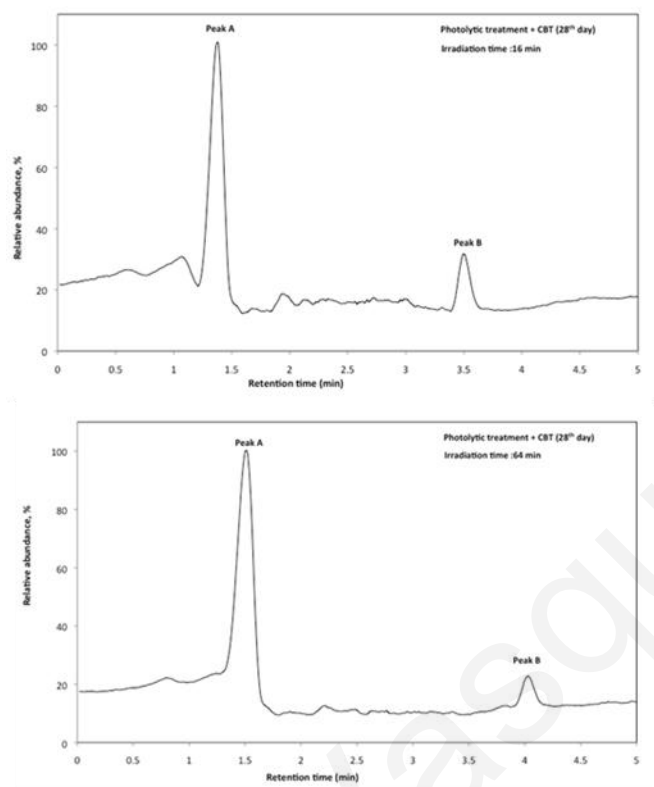 Peak A
Photolytic treatment + CBT (28th day)
Irradiation time :16 min
100
80
60
40
20
0
Relative abundance, %
Peak B
0 0.5 1 1.5 2 2.5 3 3.5 4 4.5 5
Retention time (min)
Peak A
Photolytic treatment + CBT (28th day)
Irradiation time :64 min
100
80
60
40
20
0
Relative abundance, %
Peak B
0 0.5 1 1.5 2 2.5 3 3.5 4 4.5 5
Retention time (min)